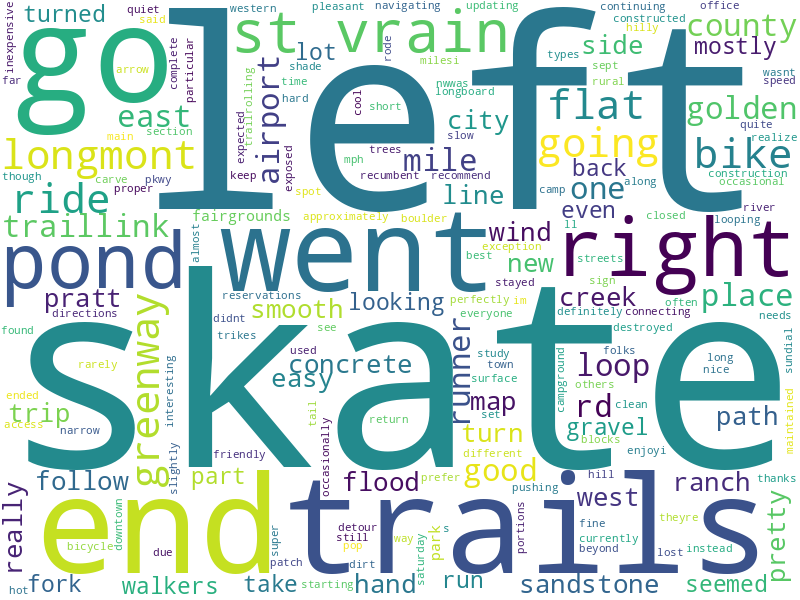 inexpensive
turned
quiet
western
pleasant
navigating
updating
continuing
constructed
office
go
left
st vrain
said
complete
particular
rode
hilly
county
mostly
far
arrow
milesi
types
shade
time
hard
lot
side
sept
rural
wasnt
speed
airport
nwwas
longboard
cool
short
flat
golden
quite
realize
east
main
section
trailrolling
expected
exposed
city
going
bike
longmont
though
pkwy
carve
proper
keep
mph
trees
slow
mile
recumbent
recommend
back
construction
occasional
ride
spot
line
camp
one
along
river
looping
traillink
fairgrounds
approximately
boulder
even
ll
closed
pond
almost
went
wind
exception
best
new
right
streets
stayed
everyone
sign
often
pratt
directions
reservations
looking
perfectly
im
creek
definitely
connecting
place
needs
found
greenway
smooth
didnt
trikes
see
folks
destroyed
sundial
skate
rarely
interesting
used
concrete
easy
runner
study
town
surface
campground
loop
others
long
nice
clean
ended
access
trip
narrow
tail
return
map
set
rd
gravel
blocks
path
maintained
really
follow
slightly
friendly
part
occasionally
turn
different
good
prefer
flood
enjoyi
hill
west
ranch
thanks
pretty
end
trails
pushing
portions
fine
currently
beyond
theyre
lost
instead
bicycle
downtown
due
super
detour
still
pop
patch
dirt
way
saturday
park
s
hot
fork
walkers
take
starting
hand
run
sandstone
seemed